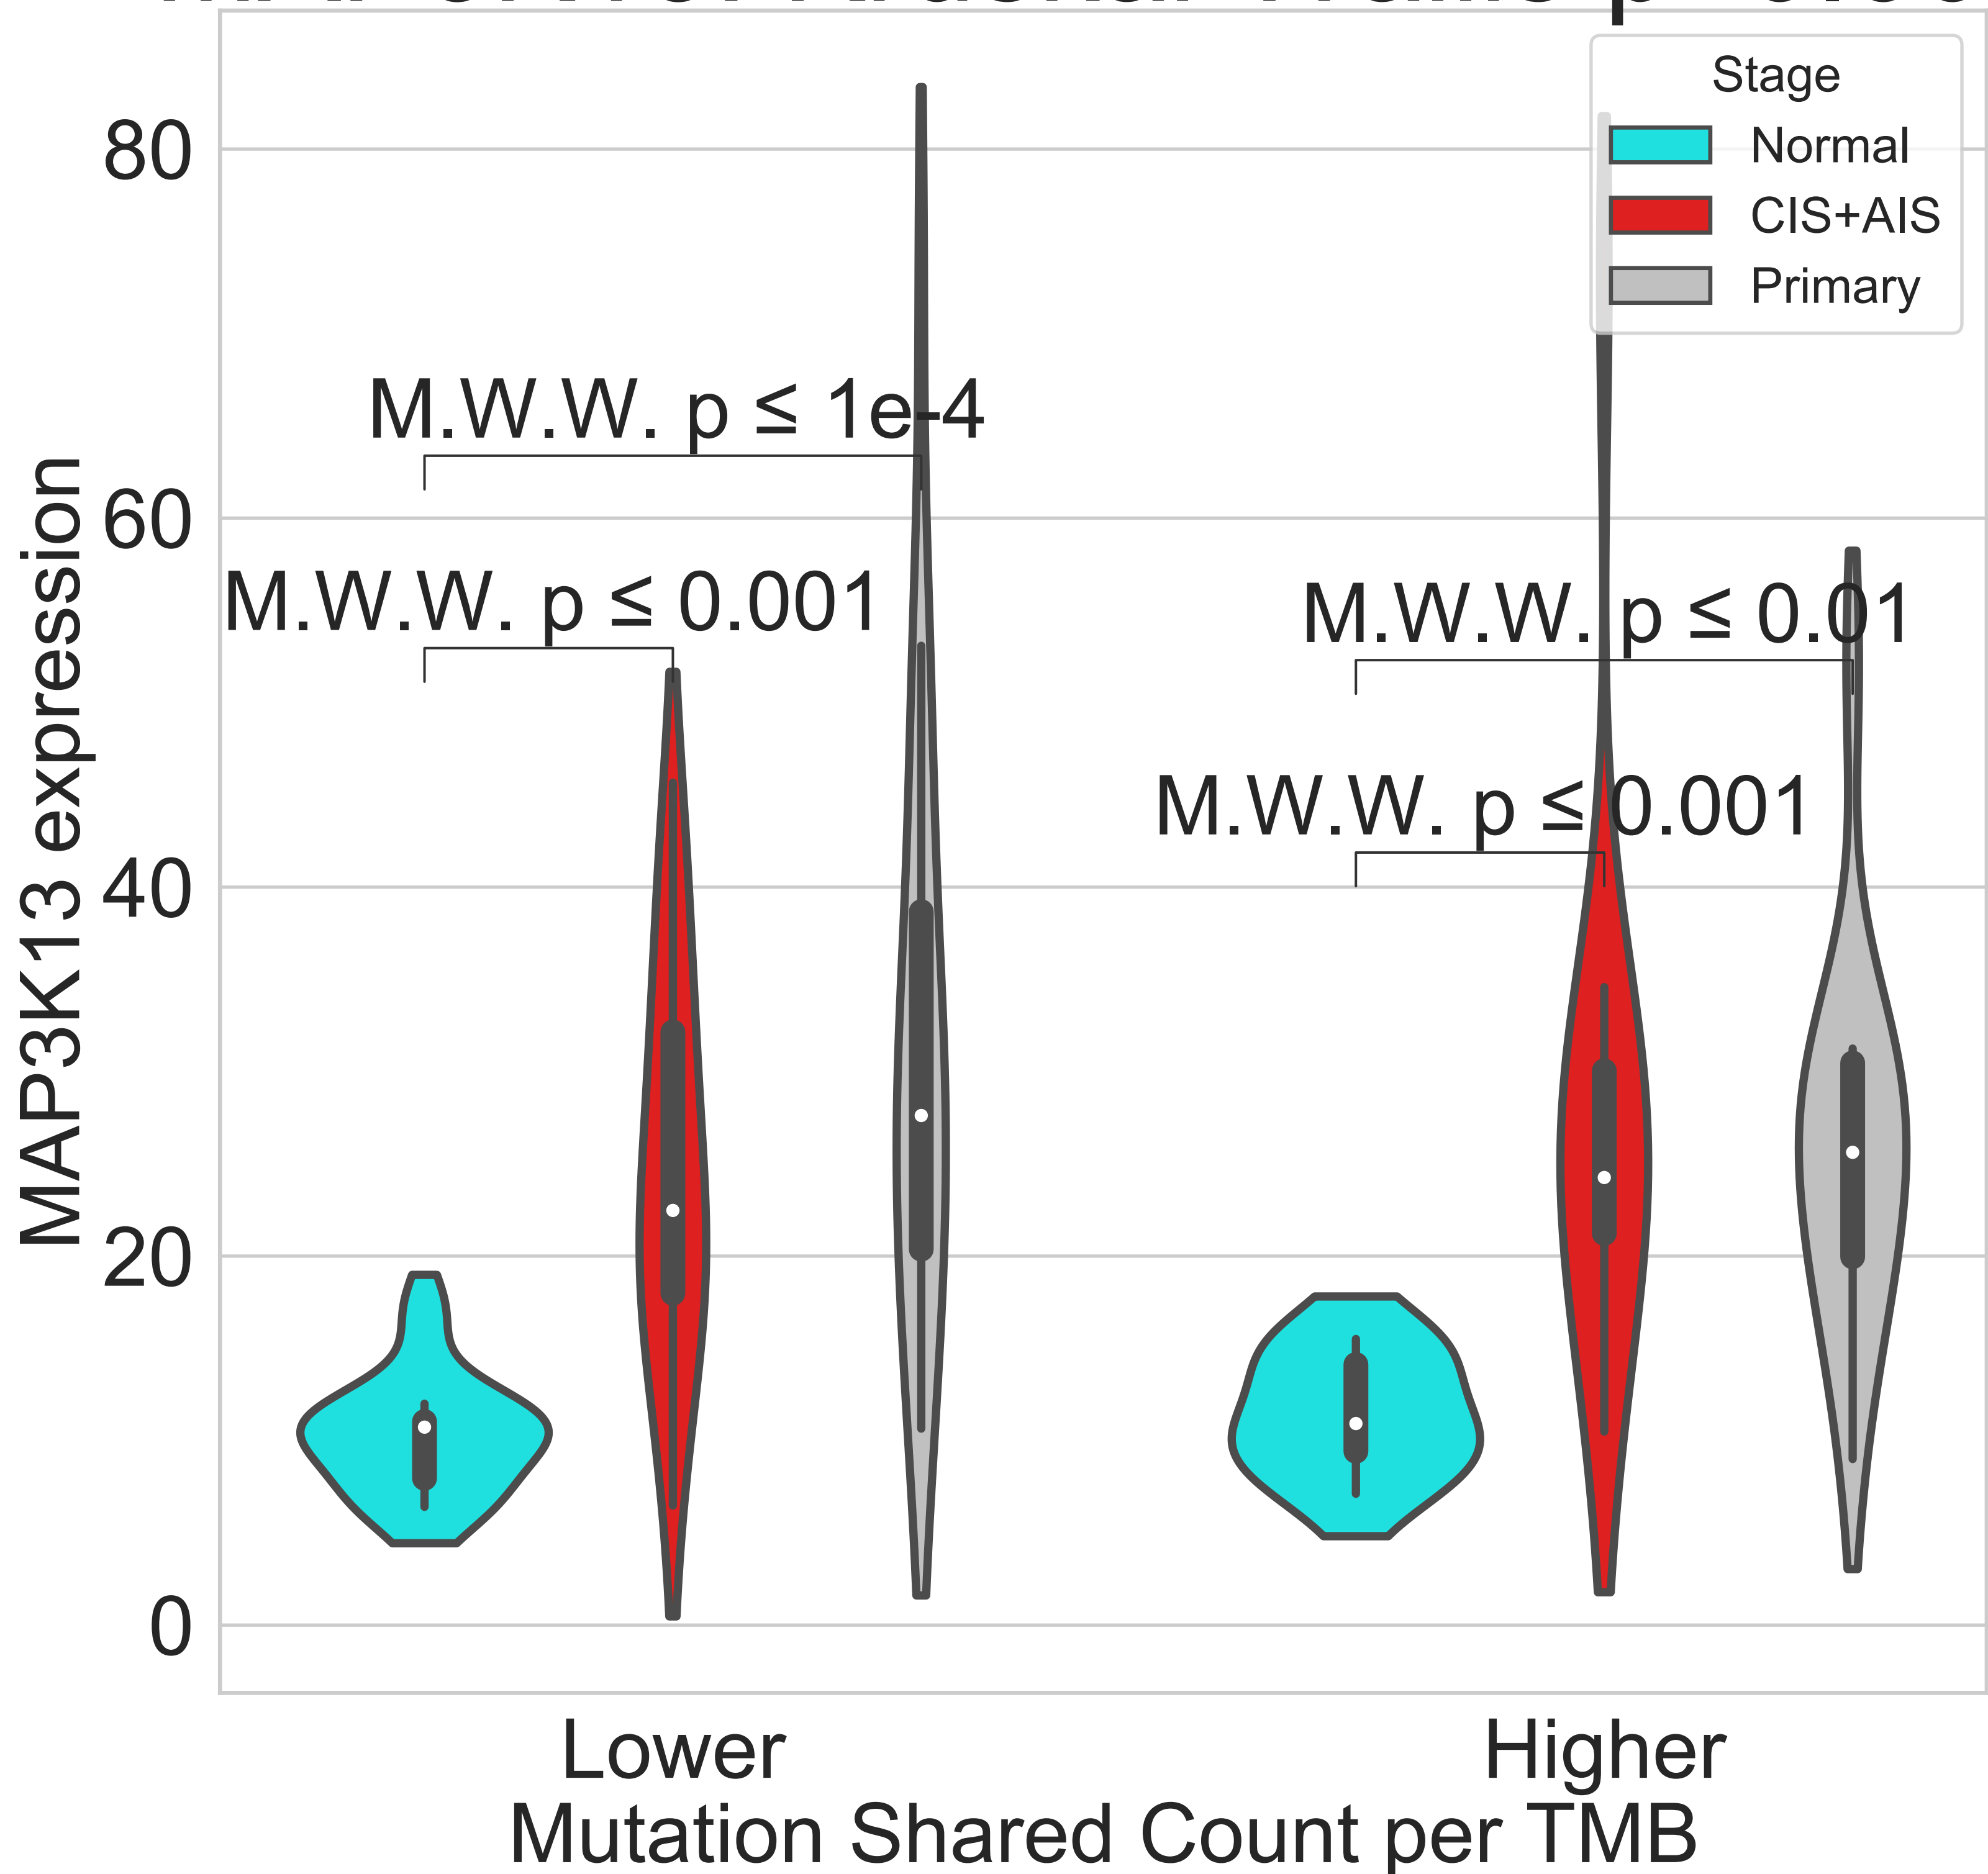 Stage
Normal
CIS+AIS
Primary
80
60
40
20
0
MAP3K13 expression
M.W.W. p ≤ 1e-4
M.W.W. p ≤ 0.001
M.W.W. p ≤ 0.01
M.W.W. p ≤ 0.001
Lower
Higher
Mutation Shared Count per TMB